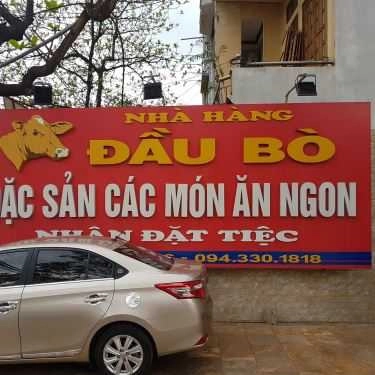 NHÀ HÀNG
ĐẦU BÒ
ẶC SẢN CÁC MÓN ĂN NGON
NHẬN ĐẶT TIỆC
- 094.330.1818